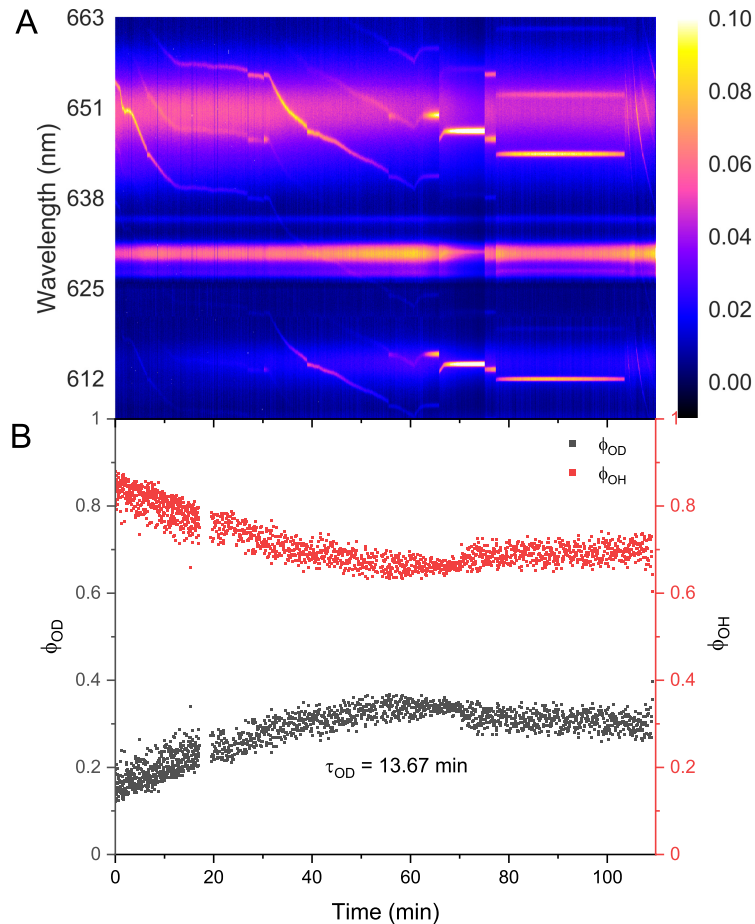 A
663
651
638
625
612
Wavelength (nm)
0.10
0.08
0.06
0.04
0.02
0.00
B
1
0.8
0.6
0.4
0.2
0
ϕOD
ϕOD
ϕOH
τOD = 13.67 min
1
0.8
0.6
0.4
0.2
0
ϕOH
0 20 40 60 80 100
Time (min)